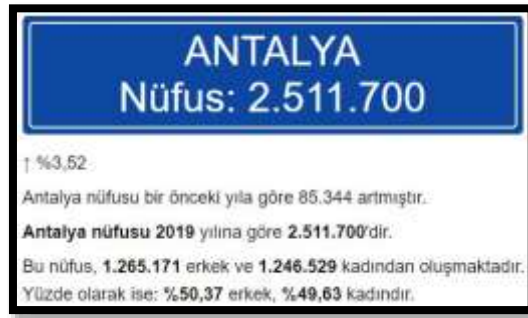 ANTALYA
Nüfus: 2.511.700
↑ %3,52
Antalya nüfusu bir önceki yıla göre 85.344 artmıştır.
Antalya nüfusu 2019 yılına göre 2.511.700'dir.
Bu nüfus, 1.265.171 erkek ve 1.246.529 kadından oluşmaktadır.
Yüzde olarak ise: %50,37 erkek, %49,63 kadındır.